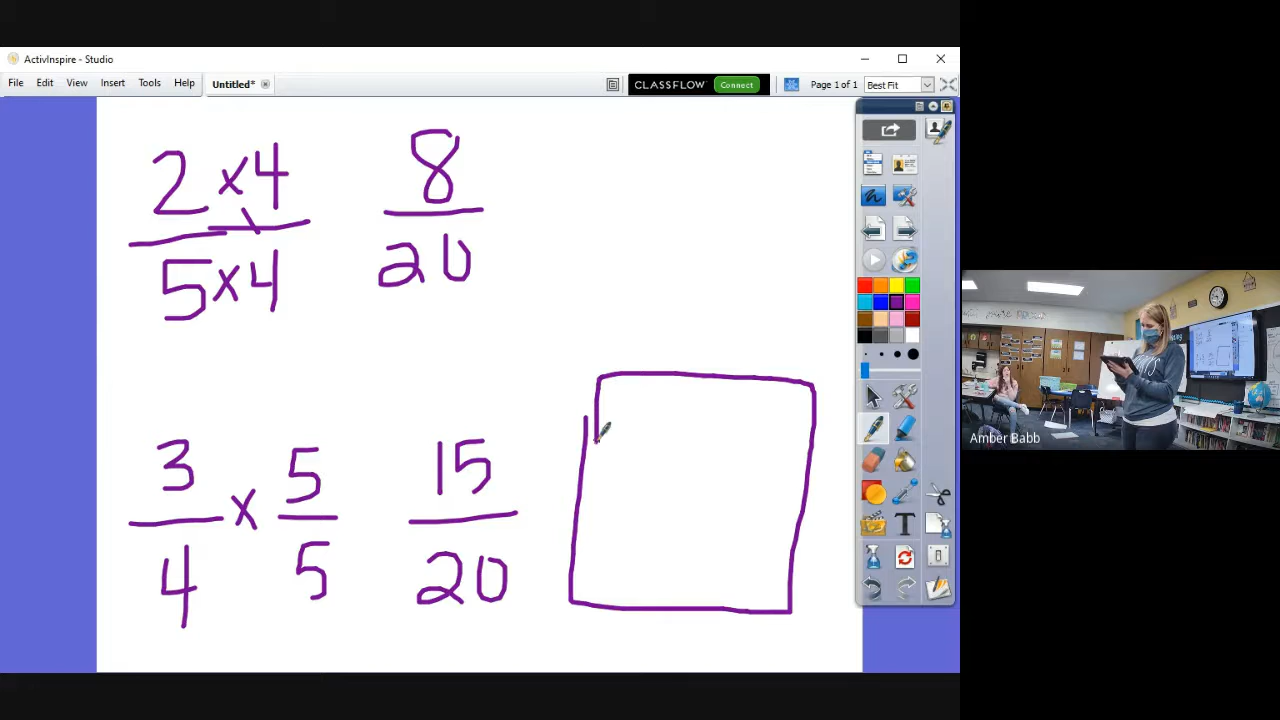 ActivInspire - Studio
File Edit View Insert Tools Help Untitled* CLASSFLOW Connect Page 1 of 1 Best Fit
2 x 4 8
5 x 4 20
3 x 5 15
4 5 20
T
Amber Babb